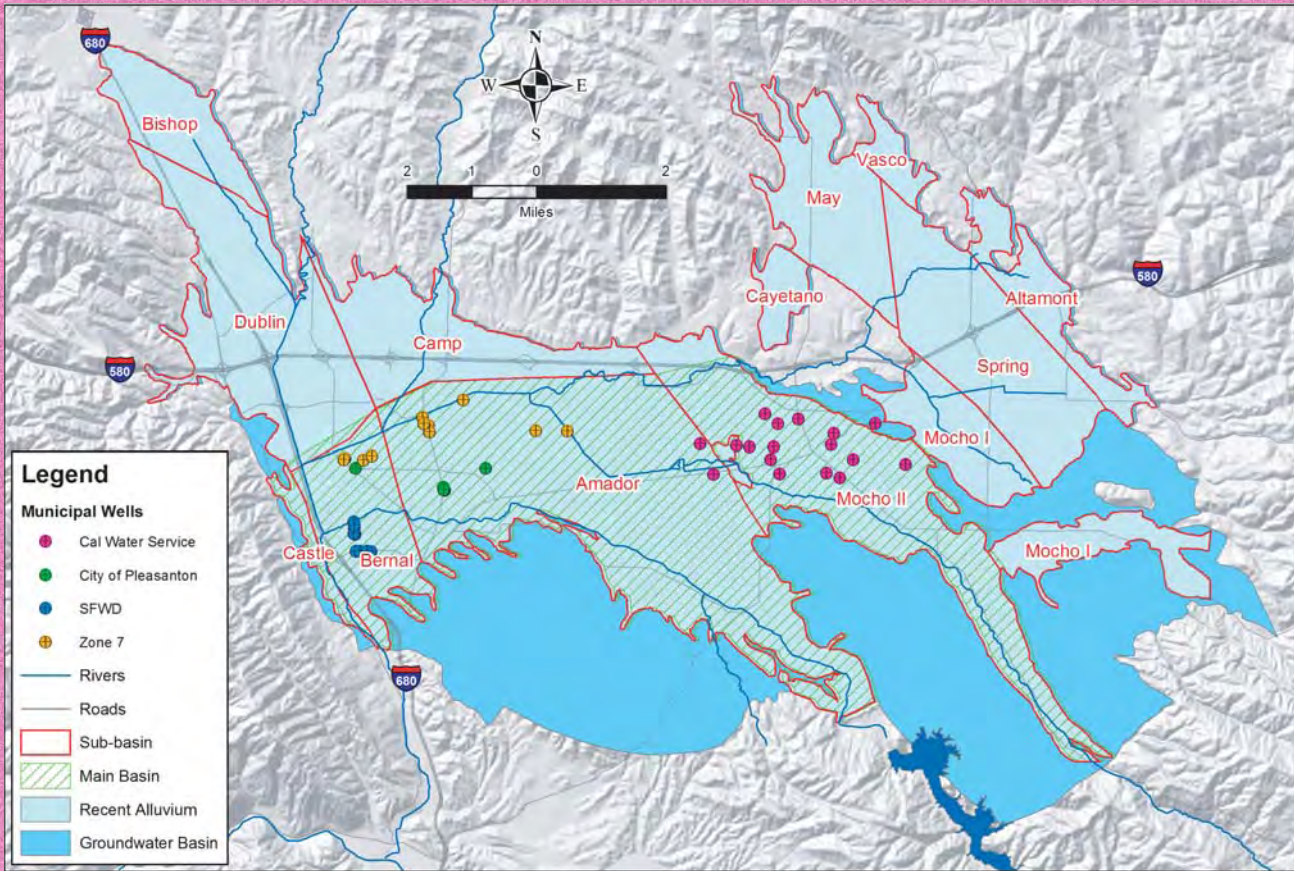 680
N
W E
S
Bishop
2 1 0 2
Miles
Vasco
May
580
Cayetano
Altamont
Dublin
Camp
580
Spring
Mocho I
Amador
Mocho II
Castle
Bernal
Mocho I
680
Legend
Municipal Wells
Cal Water Service
City of Pleasanton
SFWD
Zone 7
Rivers
Roads
Sub-basin
Main Basin
Recent Alluvium
Groundwater Basin